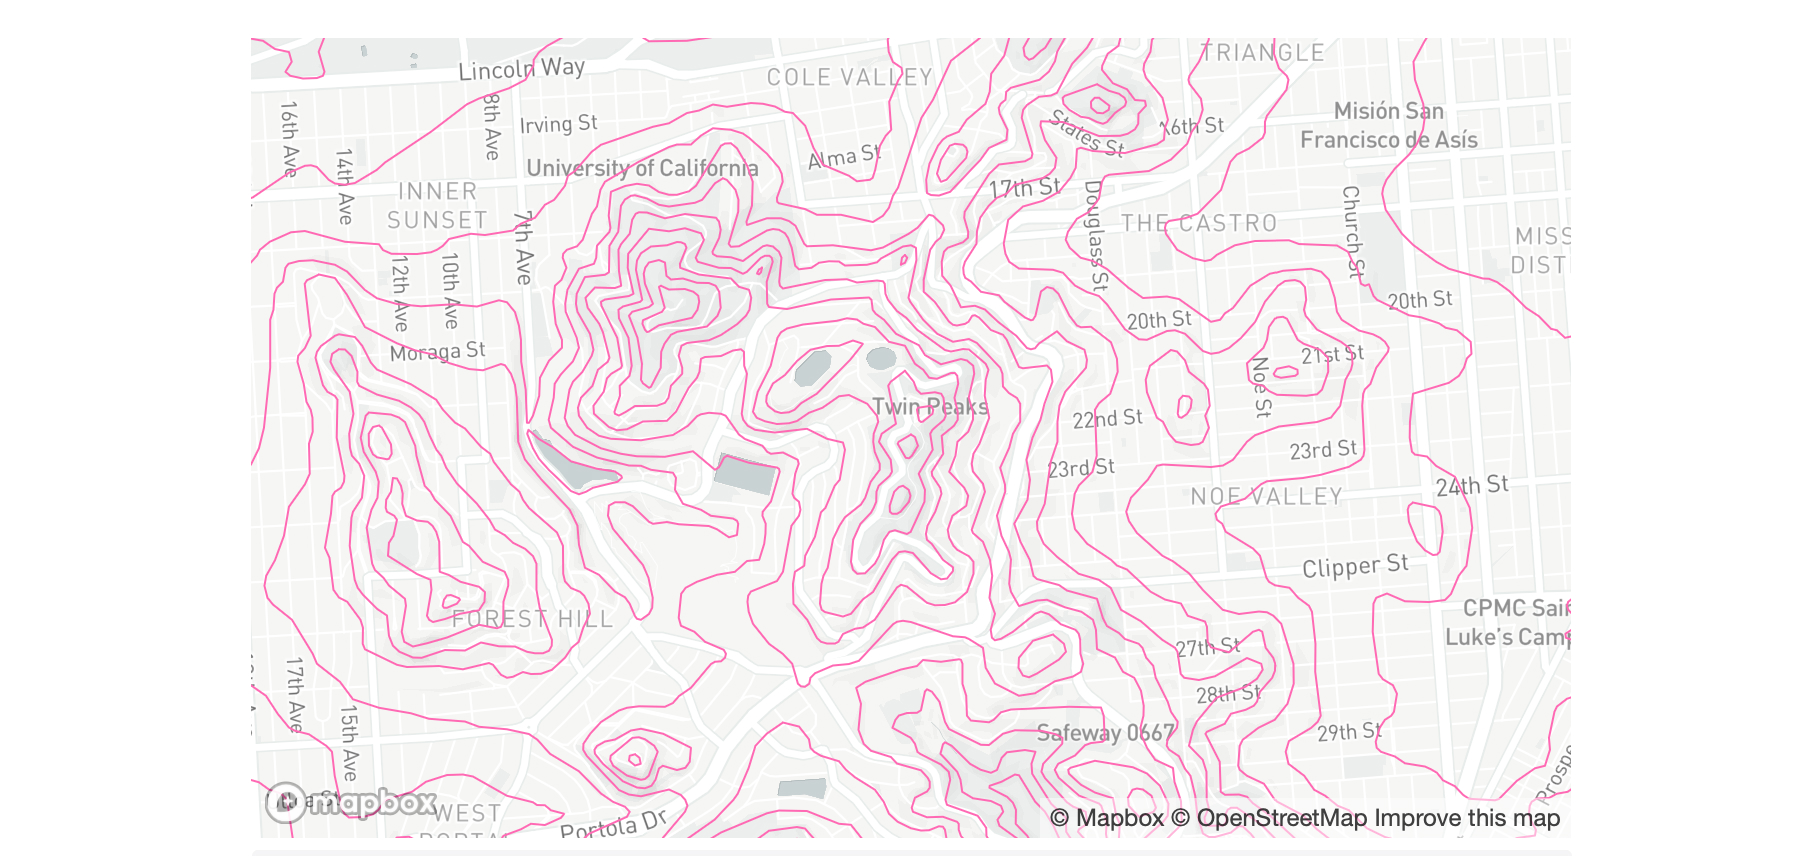 TRIANGLE
Lincoln Way
COLE VALLEY
8th Ave
16th Ave
Irving St
Misión San
Francisco de Asís
States St
16th St
14th Ave
University of California
Alma St
INNER
SUNSET
17th St
Douglass St
Church St
THE CASTRO
7th Ave
12th Ave
10th Ave
20th St
20th St
Moraga St
21st St
Noe St
Twin Peaks
22nd St
23rd St
23rd St
NOE VALLEY
24th St
Clipper St
FOREST HILL
CPMC Sai
Luke's Cam
27th St
17th Ave
28th St
15th Ave
Safeway 0667
29th St
Prospe
mapbox
WEST
Portola Dr
© Mapbox © OpenStreetMap Improve this map